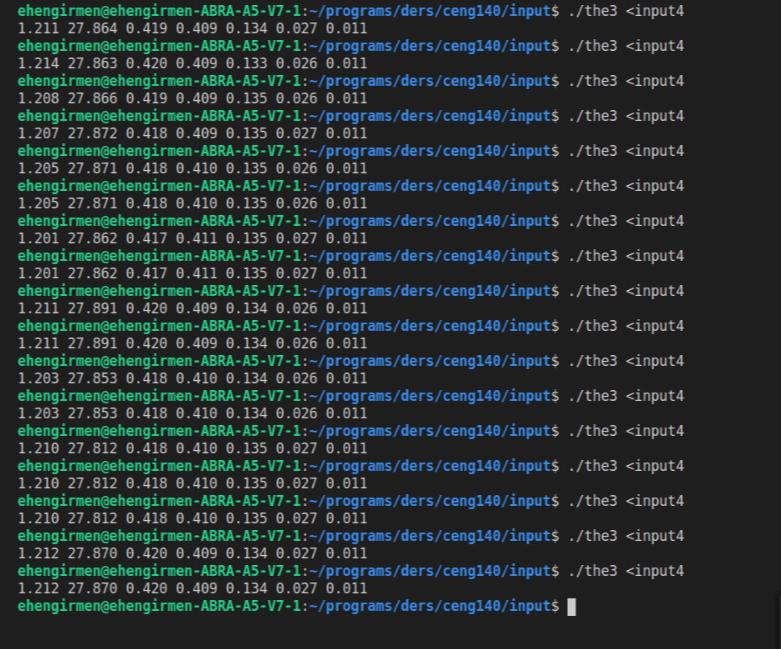 ehengirmen@ehengirmen-ABRA-A5-V7-1:~/programs/ders/ceng140/input$ ./the3 <input4
1.211 27.864 0.419 0.409 0.134 0.027 0.011
ehengirmen@ehengirmen-ABRA-A5-V7-1:~/programs/ders/ceng140/input$ ./the3 <input4
1.214 27.863 0.420 0.409 0.133 0.026 0.011
ehengirmen@ehengirmen-ABRA-A5-V7-1:~/programs/ders/ceng140/input$ ./the3 <input4
1.208 27.866 0.419 0.409 0.135 0.026 0.011
ehengirmen@ehengirmen-ABRA-A5-V7-1:~/programs/ders/ceng140/input$ ./the3 <input4
1.207 27.872 0.418 0.409 0.135 0.027 0.011
ehengirmen@ehengirmen-ABRA-A5-V7-1:~/programs/ders/ceng140/input$ ./the3 <input4
1.205 27.871 0.418 0.410 0.135 0.026 0.011
ehengirmen@ehengirmen-ABRA-A5-V7-1:~/programs/ders/ceng140/input$ ./the3 <input4
1.205 27.871 0.418 0.410 0.135 0.026 0.011
ehengirmen@ehengirmen-ABRA-A5-V7-1:~/programs/ders/ceng140/input$ ./the3 <input4
1.201 27.862 0.417 0.411 0.135 0.027 0.011
ehengirmen@ehengirmen-ABRA-A5-V7-1:~/programs/ders/ceng140/input$ ./the3 <input4
1.201 27.862 0.417 0.411 0.135 0.027 0.011
ehengirmen@ehengirmen-ABRA-A5-V7-1:~/programs/ders/ceng140/input$ ./the3 <input4
1.211 27.891 0.420 0.409 0.134 0.026 0.011
ehengirmen@ehengirmen-ABRA-A5-V7-1:~/programs/ders/ceng140/input$ ./the3 <input4
1.211 27.891 0.420 0.409 0.134 0.026 0.011
ehengirmen@ehengirmen-ABRA-A5-V7-1:~/programs/ders/ceng140/input$ ./the3 <input4
1.203 27.853 0.418 0.410 0.134 0.026 0.011
ehengirmen@ehengirmen-ABRA-A5-V7-1:~/programs/ders/ceng140/input$ ./the3 <input4
1.203 27.853 0.418 0.410 0.134 0.026 0.011
ehengirmen@ehengirmen-ABRA-A5-V7-1:~/programs/ders/ceng140/input$ ./the3 <input4
1.210 27.812 0.418 0.410 0.135 0.027 0.011
ehengirmen@ehengirmen-ABRA-A5-V7-1:~/programs/ders/ceng140/input$ ./the3 <input4
1.210 27.812 0.418 0.410 0.135 0.027 0.011
ehengirmen@ehengirmen-ABRA-A5-V7-1:~/programs/ders/ceng140/input$ ./the3 <input4
1.210 27.812 0.418 0.410 0.135 0.027 0.011
ehengirmen@ehengirmen-ABRA-A5-V7-1:~/programs/ders/ceng140/input$ ./the3 <input4
1.212 27.870 0.420 0.409 0.134 0.027 0.011
ehengirmen@ehengirmen-ABRA-A5-V7-1:~/programs/ders/ceng140/input$ ./the3 <input4
1.212 27.870 0.420 0.409 0.134 0.027 0.011
ehengirmen@ehengirmen-ABRA-A5-V7-1:~/programs/ders/ceng140/input$